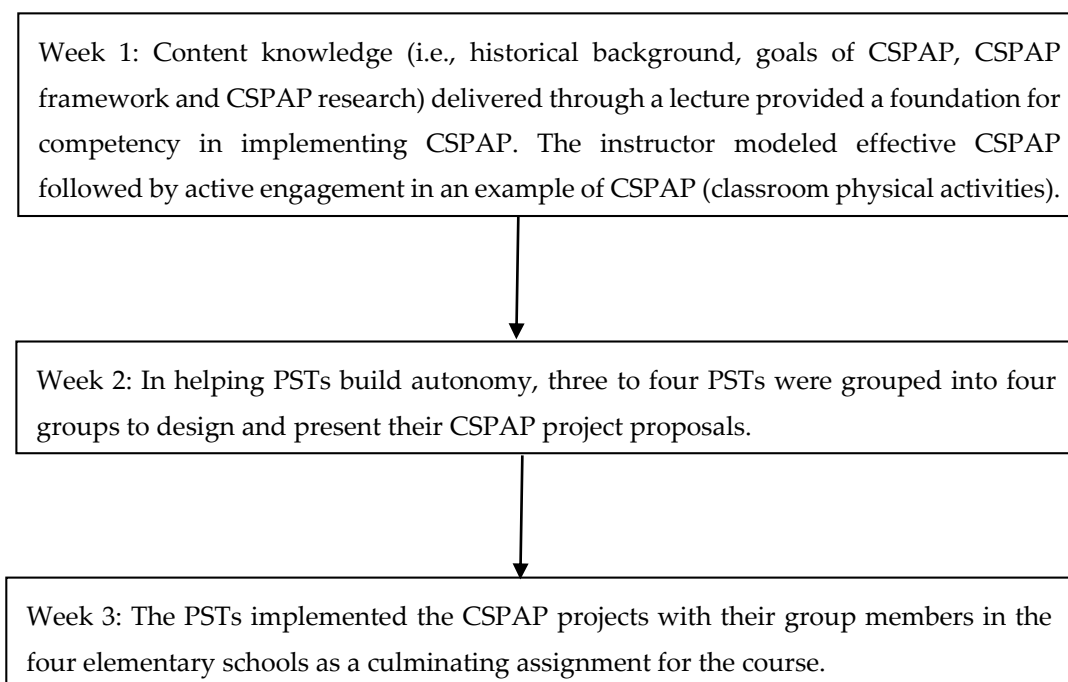 Week 1: Content knowledge (i.e., historical background, goals of CSPAP, CSPAP
framework and CSPAP research) delivered through a lecture provided a foundation for
competency in implementing CSPAP. The instructor modeled effective CSPAP
followed by active engagement in an example of CSPAP (classroom physical activities).
Week 2: In helping PSTs build autonomy, three to four PSTs were grouped into four
groups to design and present their CSPAP project proposals.
Week 3: The PSTs implemented the CSPAP projects with their group members in the
four elementary schools as a culminating assignment for the course.